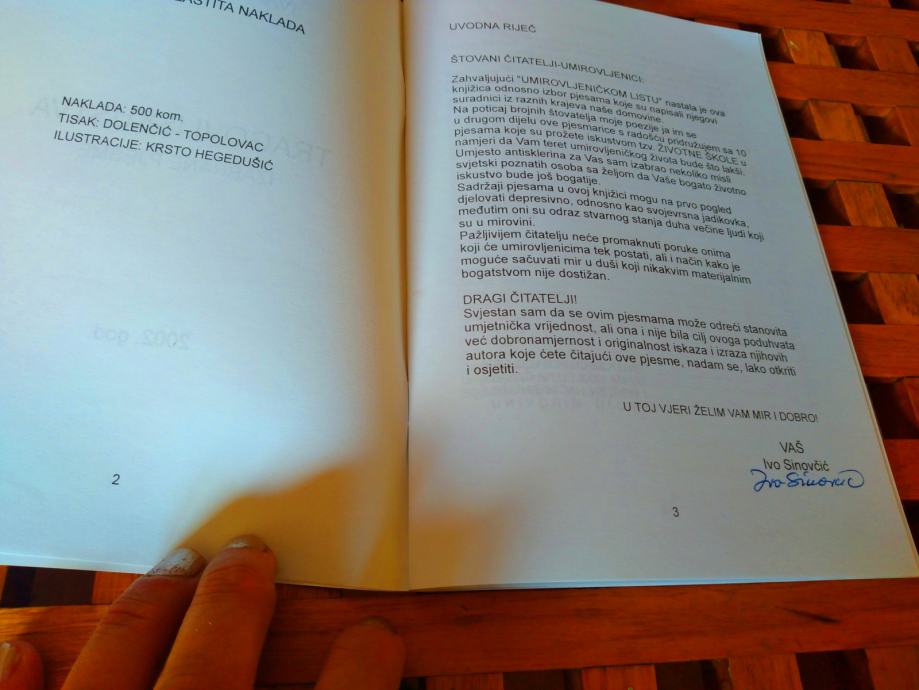 LASTITA NAKLADA
NAKLADA: 500 kom.
TISAK: DOLENČIĆ - TOPOLOVAC
ILUSTRACIJE: KRSTO HEGEDUŠIĆ
2
UVODNA RIJEČ
ŠTOVANI ČITATELJI-UMIROVLJENICI:
Zahvaljujući "UMIROVLJENIČKOM LISTU" nastala je ova
knjižica odnosno izbor pjesama koje su napisali njegovi
suradnici iz raznih krajeva naše domovine.
Na poticaj brojnih štovatelja moje poezije ja im se
u drugom dijelu ove pjesmarice s radošću pridružujem sa 10
pjesama koje su prožete iskustvom tzv. ŽIVOTNE ŠKOLE u
namjeri da Vam teret umirovljeničkog života bude što lakši.
Umjesto antisklerina za Vas sam izabrao nekoliko misli
svjetski poznatih osoba sa željom da Vaše bogato životno
iskustvo bude još bogatije.
Sadržaji pjesama u ovoj knjižici mogu na prvo pogled
djelovati depresivno, odnosno kao svojevrsna jadikovka,
međutim oni su odraz stvarnog stanja duha većine ljudi koji
su u mirovini.
Pažljivijem čitatelju neće promaknuti poruke onima
koji će umirovljenicima tek postati, ali i način kako je
moguće sačuvati mir u duši koji nikakvim materijalnim
bogatstvom nije dostižan.
DRAGI ČITATELJI!
Svjestan sam da se ovim pjesmama može odreći stanovita
umjetnička vrijednost, ali ona i nije bila cilj ovoga poduhvata
već dobronamjernost i originalnost iskaza i izraza njihovih
autora koje ćete čitajući ove pjesme, nadam se, lako otkriti
i osjetiti.
U TOJ VJERI ŽELIM VAM MIR I DOBRO!
VAŠ
Ivo Sinovčić
Ivo Sinovčić
3